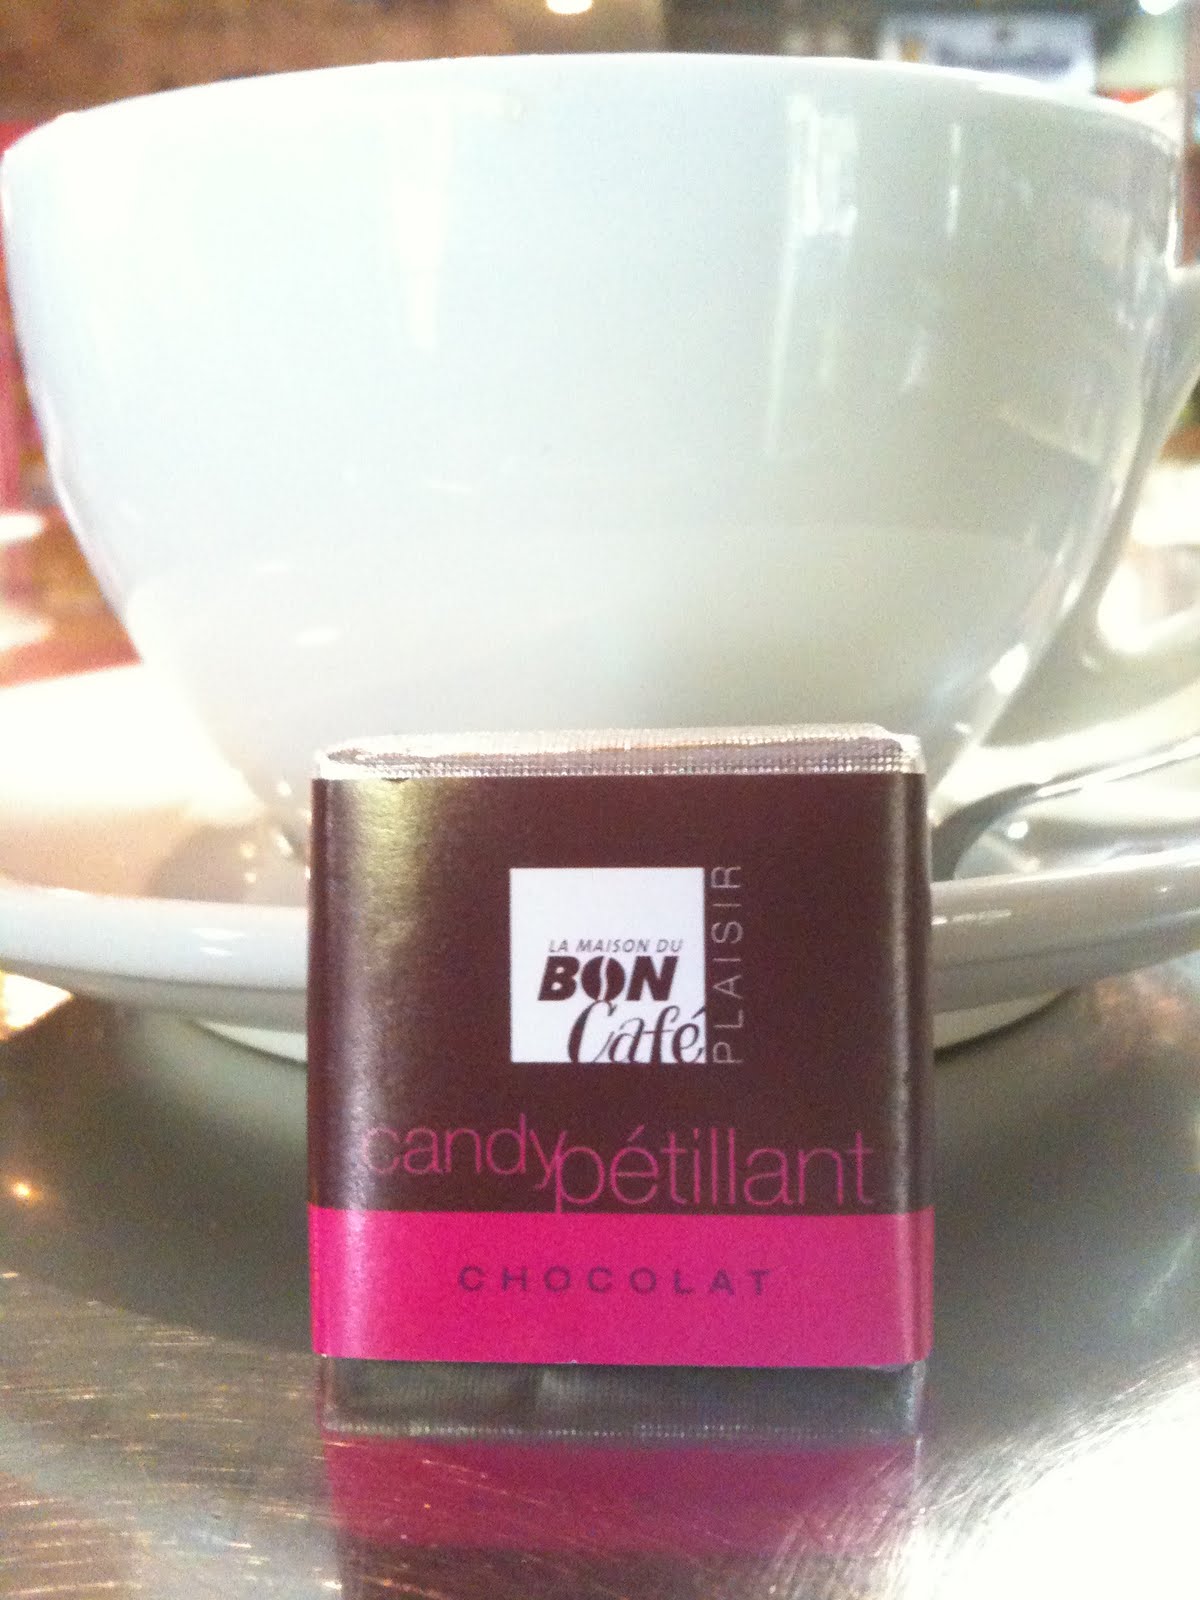 LA MAISON DU
BON
Café
PLAISIR
candy pétillant
CHOCOLAT